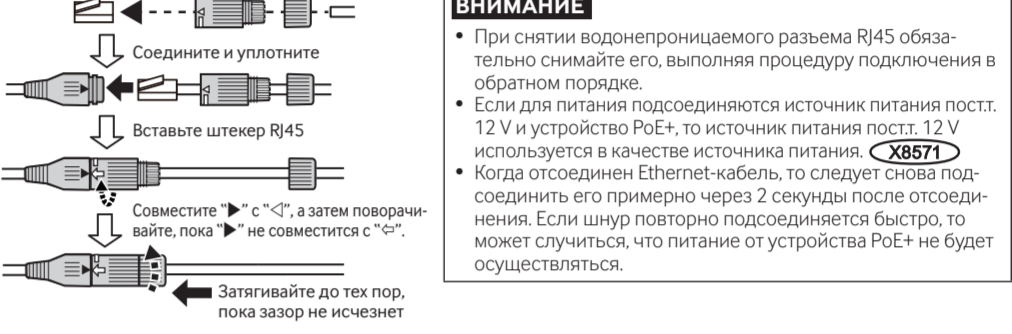 Соедините и уплотните
Вставьте штекер RJ45
Совместите "▶" с "◁", а затем поворачи-
вайте, пока "▶" не совместится с "⇦".
Затягивайте до тех пор,
пока зазор не исчезнет
ВНИМАНИЕ
• При снятии водонепроницаемого разъема RJ45 обяза-
тельно снимайте его, выполняя процедуру подключения в
обратном порядке.
• Если для питания подсоединяются источник питания пост.т.
12 V и устройство PoE+, то источник питания пост.т. 12 V
используется в качестве источника питания. X8571
• Когда отсоединен Ethernet-кабель, то следует снова под-
соединить его примерно через 2 секунды после отсоеди-
нения. Если шнур повторно подсоединяется быстро, то
может случиться, что питание от устройства PoE+ не будет
осуществляться.